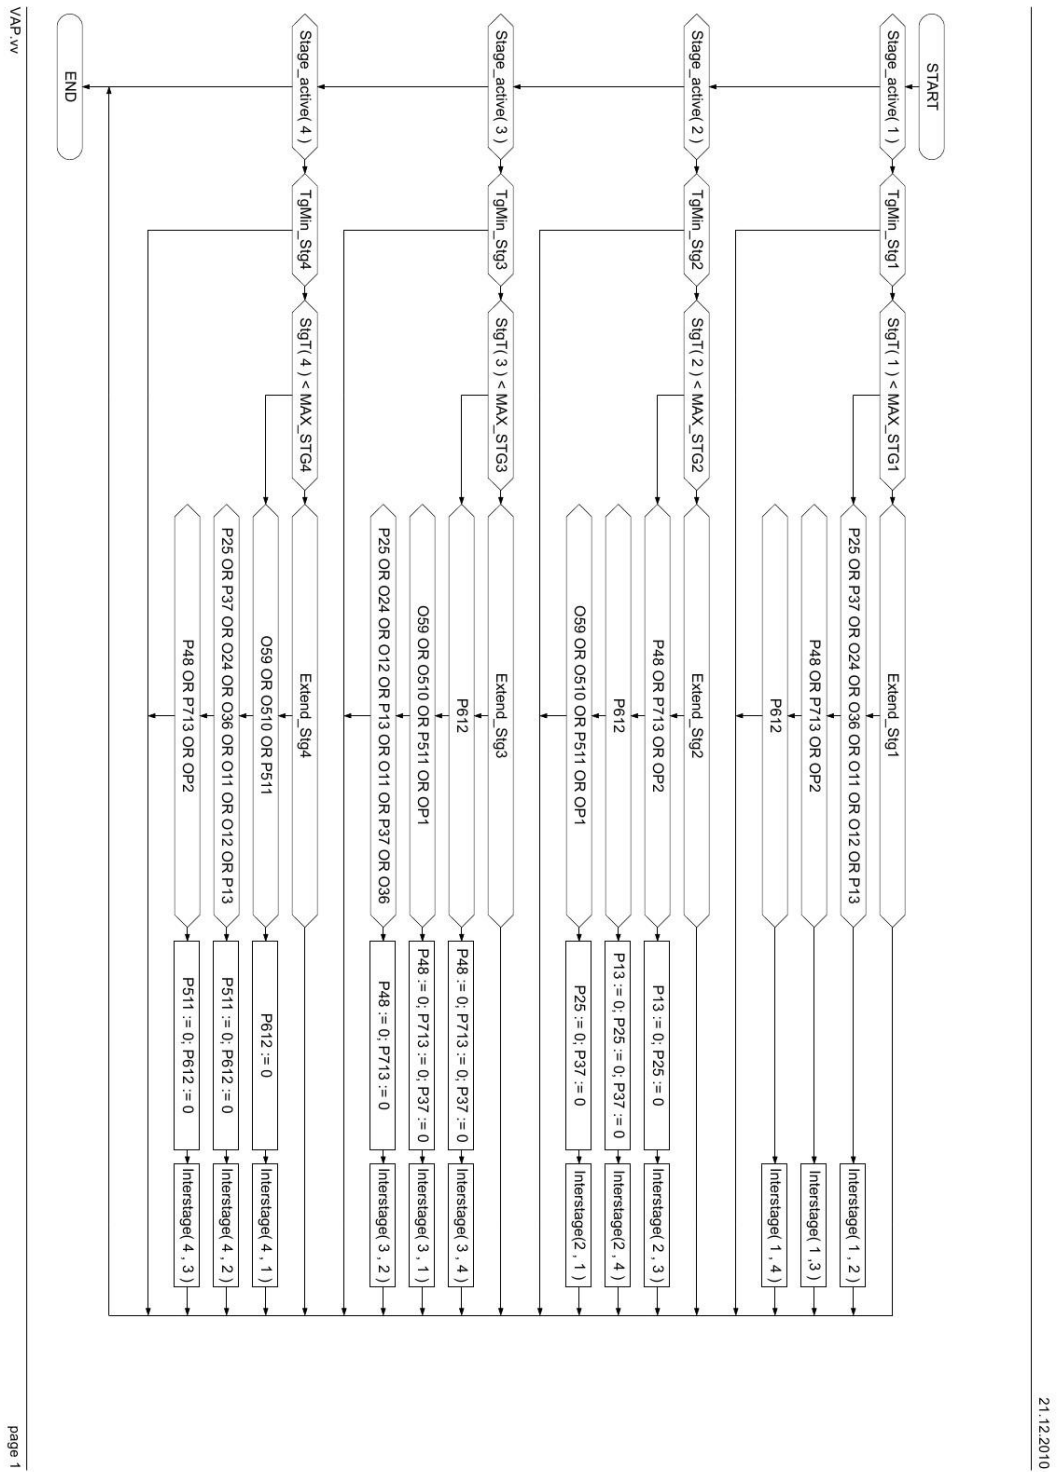 21.12.2010
START
Stage_active( 1 )
TgMin_Stg1
StgT( 1 ) < MAX_STG1
Extend_Stg1
P25 OR P37 OR O24 OR O36 OR O11 OR O12 OR P13
Interstage( 1 , 2 )
P48 OR P713 OR OP2
Interstage( 1 ,3 )
P612
Interstage( 1 , 4 )
Stage_active( 2 )
TgMin_Stg2
StgT( 2 ) < MAX_STG2
Extend_Stg2
P48 OR P713 OR OP2
P13 := 0; P25 := 0
Interstage( 2 , 3 )
P612
P13 := 0; P25 := 0; P37 := 0
Interstage(2 , 4 )
O59 OR O510 OR P511 OR OP1
P25 := 0; P37 := 0
Interstage(2 , 1 )
Stage_active( 3 )
TgMin_Stg3
StgT( 3 ) < MAX_STG3
Extend_Stg3
P612
P48 := 0; P713 := 0; P37 := 0
Interstage( 3 , 4 )
O59 OR O510 OR P511 OR OP1
P48 := 0; P713 := 0; P37 := 0
Interstage( 3 , 1 )
P25 OR O24 OR O12 OR P13 OR O11 OR P37 OR O36
P48 := 0; P713 := 0
Interstage( 3 , 2 )
Stage_active( 4 )
TgMin_Stg4
StgT( 4 ) < MAX_STG4
Extend_Stg4
O59 OR O510 OR P511
P612 := 0
Interstage( 4 , 1 )
P25 OR P37 OR O24 OR O36 OR O11 OR O12 OR P13
P511 := 0; P612 := 0
Interstage( 4 , 2 )
P48 OR P713 OR OP2
P511 := 0; P612 := 0
Interstage( 4 , 3 )
END
VAP.vv
page 1